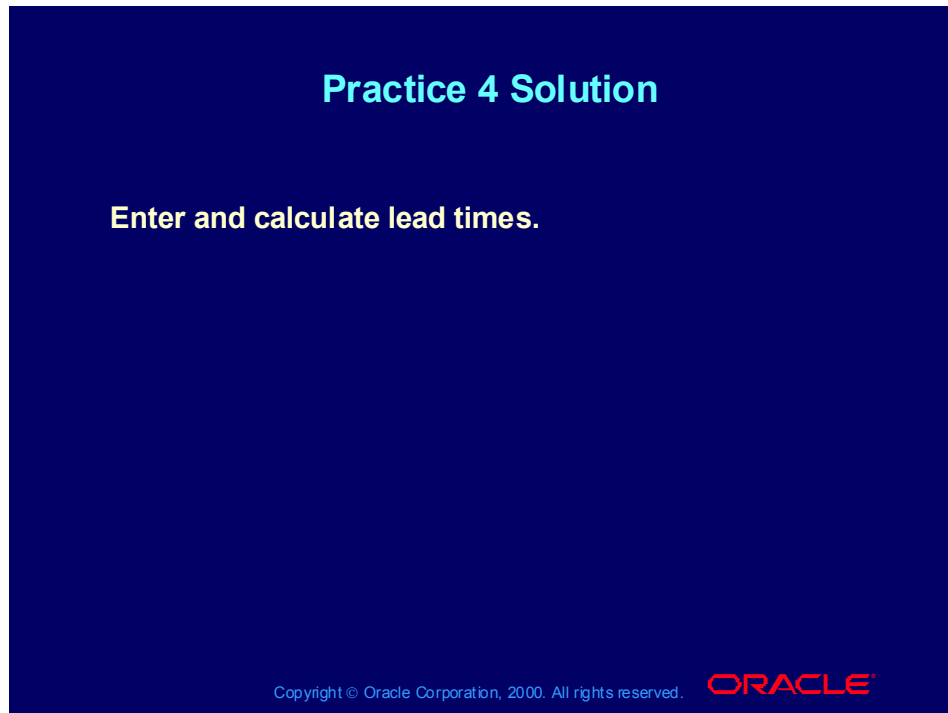 Practice 4 Solution
Enter and calculate lead times.
Copyright © Oracle Corporation, 2000. All rights reserved.
ORACLE®